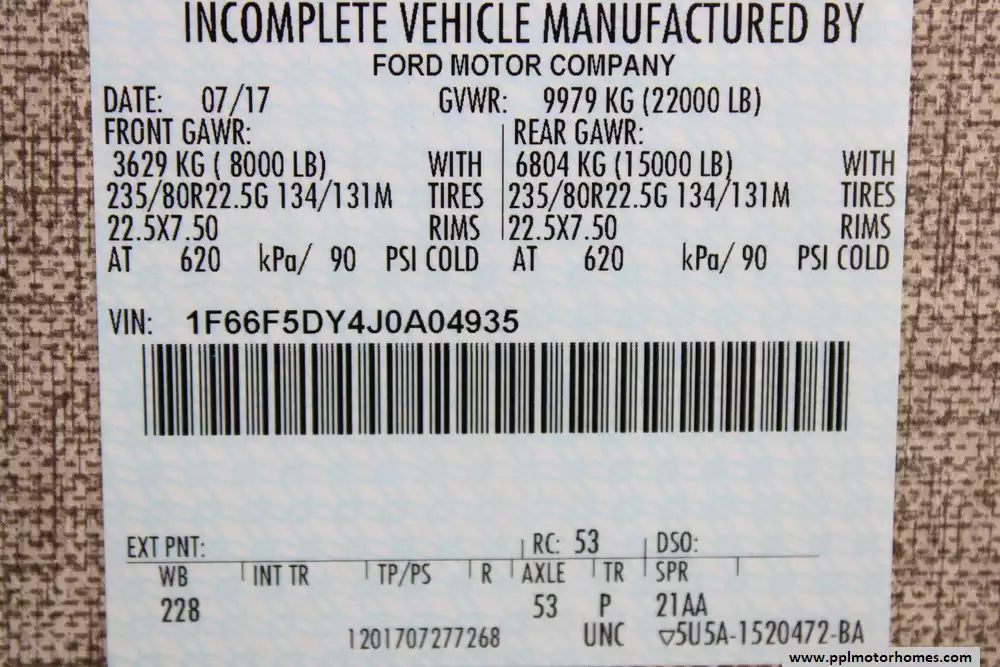 INCOMPLETE VEHICLE MANUFACTURED BY
FORD MOTOR COMPANY
DATE: 07/17 GVWR: 9979 KG (22000 LB)
FRONT GAWR: REAR GAWR:
3629 KG ( 8000 LB) WITH 6804 KG (15000 LB) WITH
235/80R22.5G 134/131M TIRES 235/80R22.5G 134/131M TIRES
22.5X7.50 RIMS 22.5X7.50 RIMS
AT 620 kPa/ 90 PSI COLD AT 620 kPa/ 90 PSI COLD
VIN: 1F66F5DY4J0A04935
EXT PNT: RC: 53 DSO:
WB INT TR TP/PS R AXLE TR SPR
228 53 P 21AA
1201707277268 UNC ▽5U5A-1520472-BA
www.pplmotorhomes.com